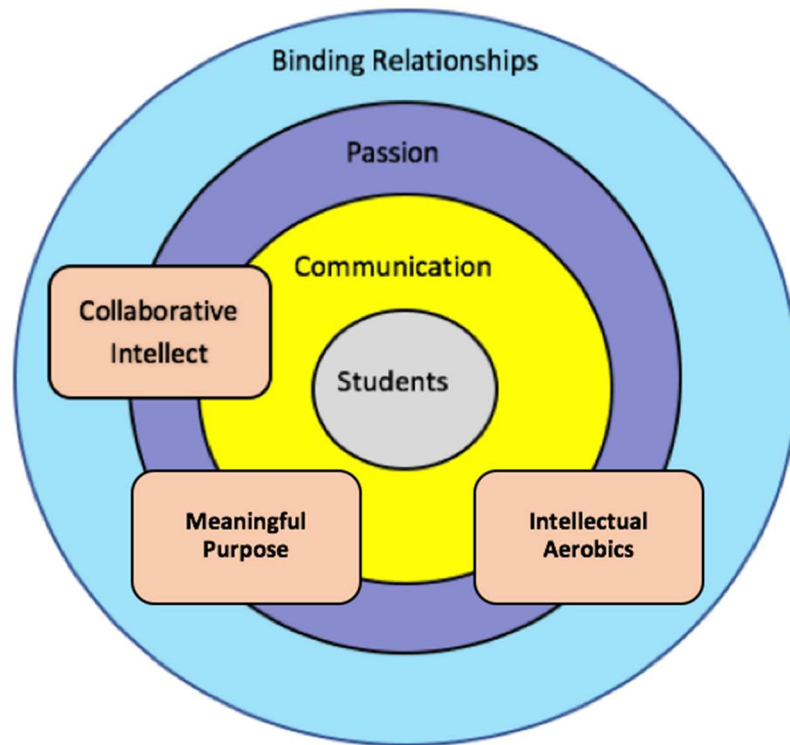 Binding Relationships
Passion
Communication
Collaborative
Intellect
Students
Meaningful
Purpose
Intellectual
Aerobics